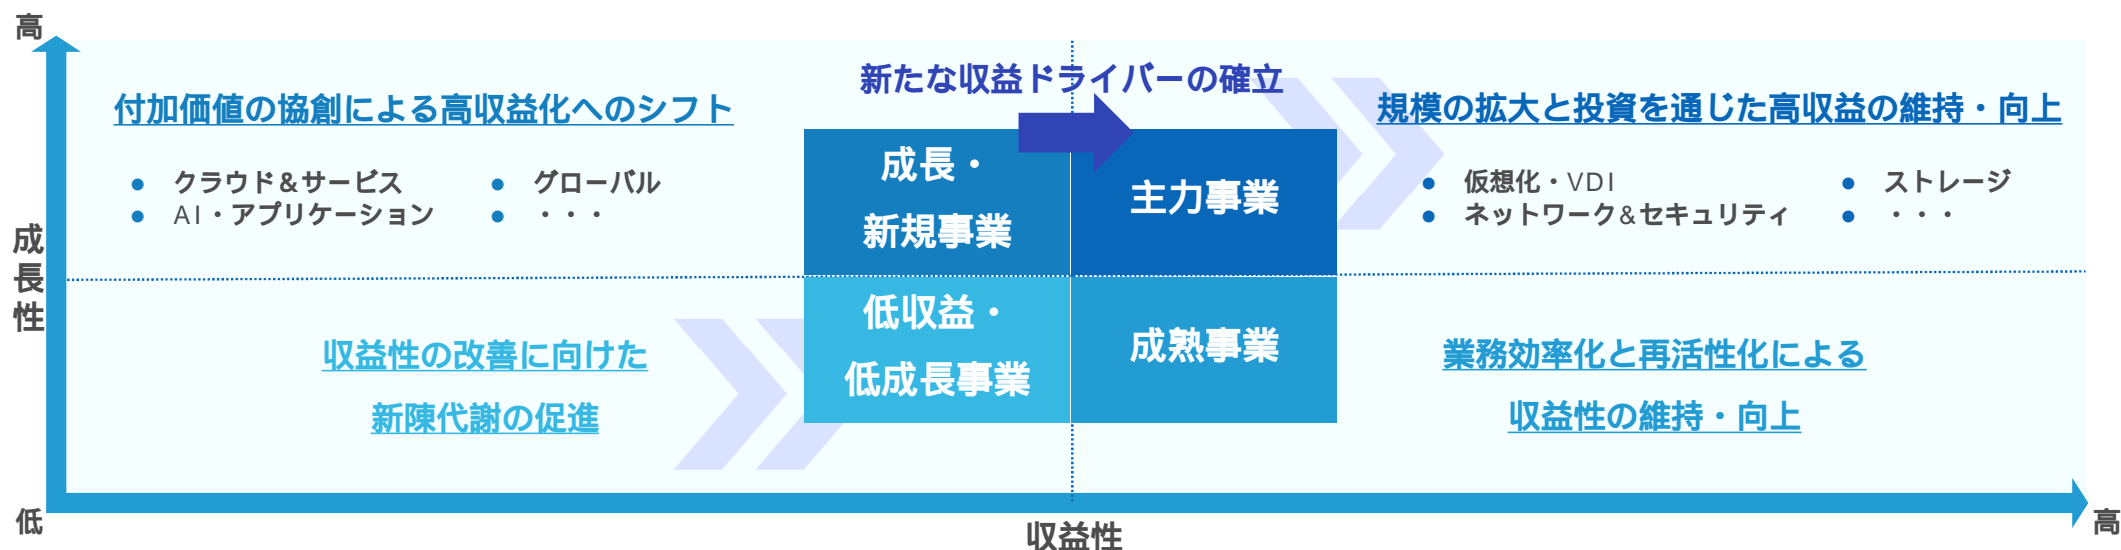 高
新たな収益ドライバーの確立
付加価値の協創による高収益化へのシフト
● クラウド&サービス
● AI・アプリケーション
● グローバル
● ・・・
成長・
新規事業
主力事業
規模の拡大と投資を通じた高収益の維持・向上
● 仮想化・VDI
● ネットワーク&セキュリティ
● ストレージ
● ・・・
成長性
収益性の改善に向けた
新陳代謝の促進
低収益・
低成長事業
成熟事業
業務効率化と再活性化による
収益性の維持・向上
低
収益性
高